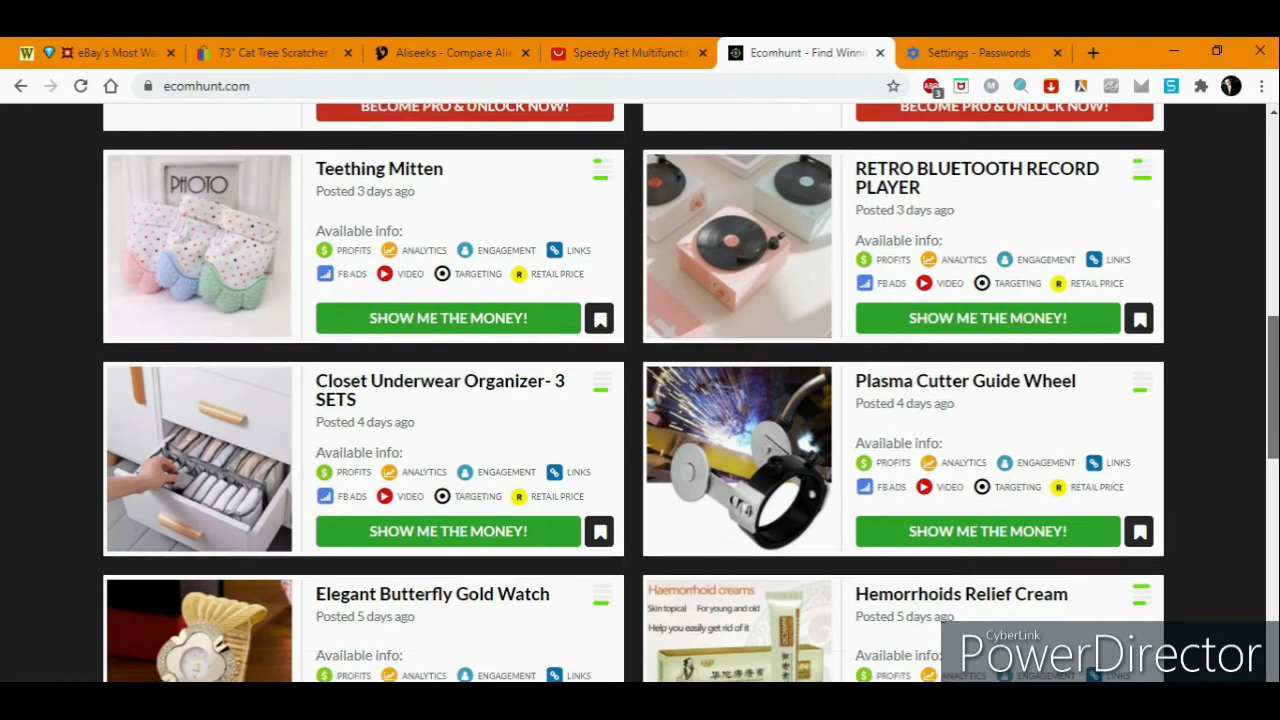 eBay's Most Wa
73" Cat Tree Scratcher
Aliseeks - Compare Ali
Speedy Pet Multifuncti
Ecomhunt - Find Winni
Settings - Passwords
ecomhunt.com
3
BECOME PRO & UNLOCK NOW!
BECOME PRO & UNLOCK NOW!
PHOTO
Teething Mitten
Posted 3 days ago
Available info:
PROFITS ANALYTICS ENGAGEMENT LINKS
FB ADS VIDEO TARGETING R RETAIL PRICE
SHOW ME THE MONEY!
RETRO BLUETOOTH RECORD
PLAYER
Posted 3 days ago
Available info:
PROFITS ANALYTICS ENGAGEMENT LINKS
FB ADS VIDEO TARGETING R RETAIL PRICE
SHOW ME THE MONEY!
Closet Underwear Organizer- 3
SETS
Posted 4 days ago
Available info:
PROFITS ANALYTICS ENGAGEMENT LINKS
FB ADS VIDEO TARGETING R RETAIL PRICE
SHOW ME THE MONEY!
Plasma Cutter Guide Wheel
Posted 4 days ago
Available info:
PROFITS ANALYTICS ENGAGEMENT LINKS
FB ADS VIDEO TARGETING R RETAIL PRICE
SHOW ME THE MONEY!
Elegant Butterfly Gold Watch
Posted 5 days ago
Available info:
PROFITS ANALYTICS ENGAGEMENT LINKS
Haemorrhoid creams
Skin topical For young and old
Help you easily get rid of it
Hemorrhoids Relief Cream
Posted 5 days ago
Available info:
PROFITS
LINKS
CyberLink
PowerDirector